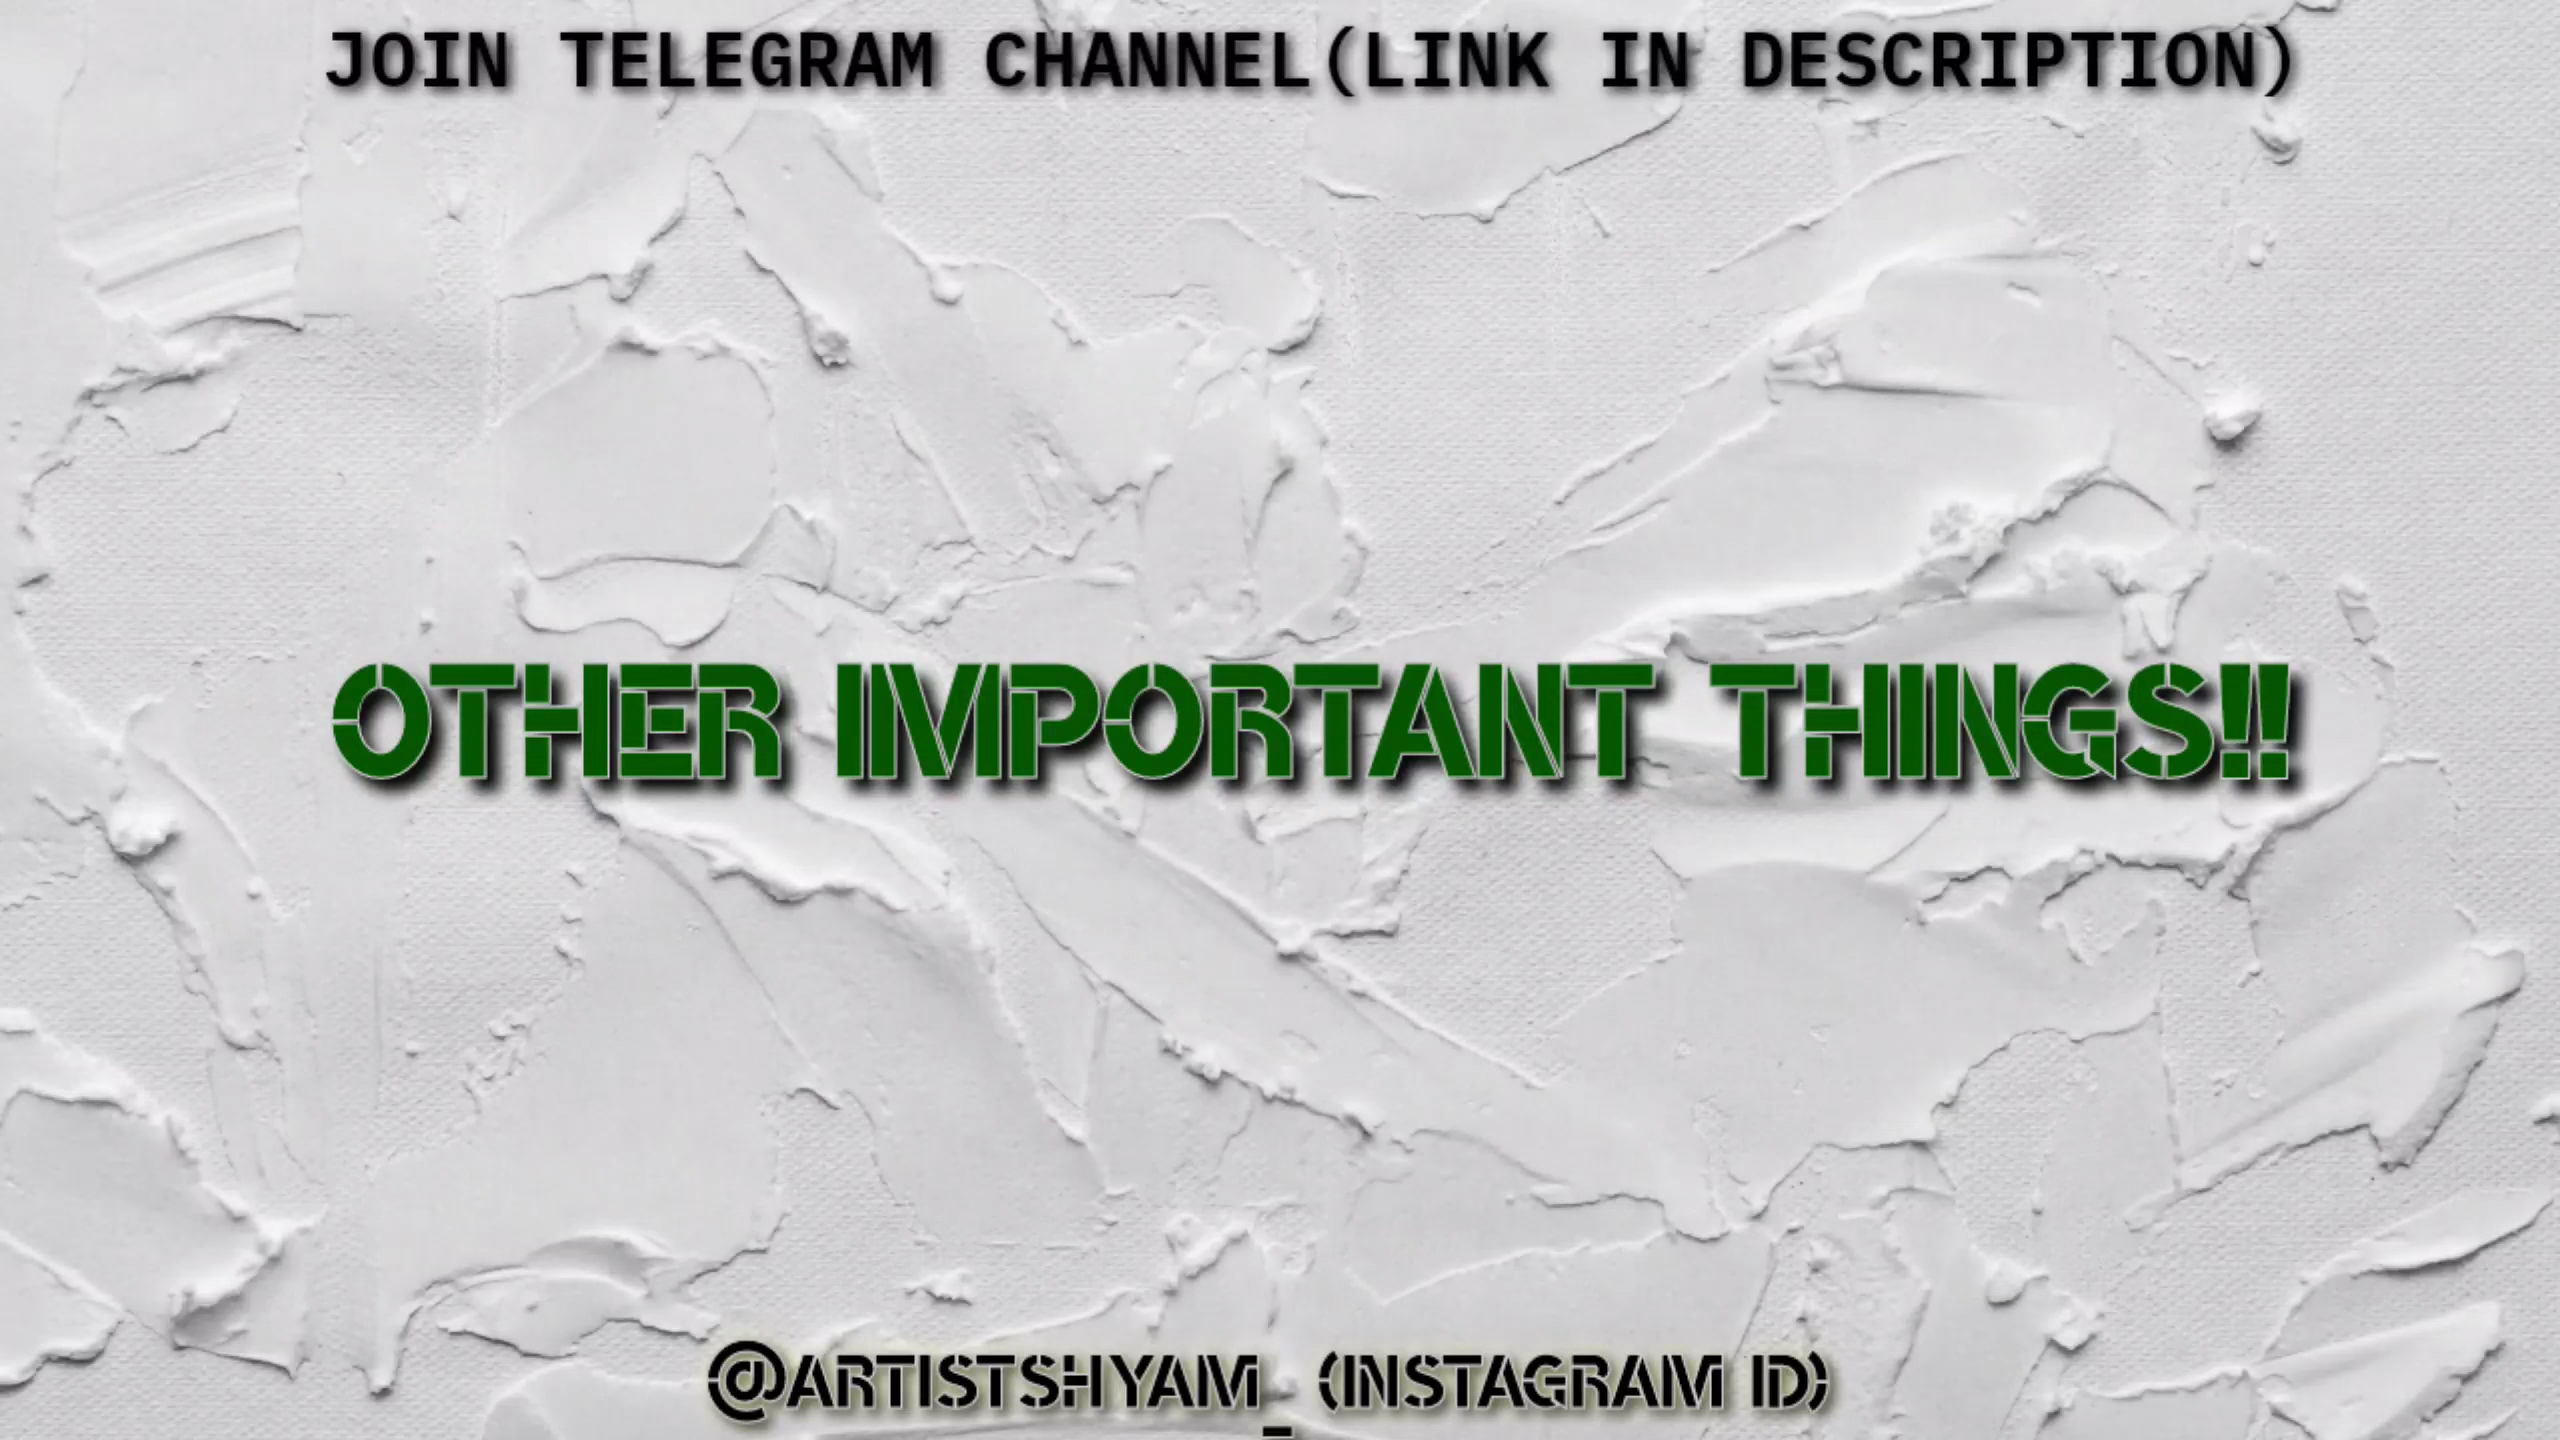 JOIN TELEGRAM CHANNEL(LINK IN DESCRIPTION)
OTHER IMPORTANT THINGS!!
@ARTISTSHYAM_ (INSTAGRAM ID)